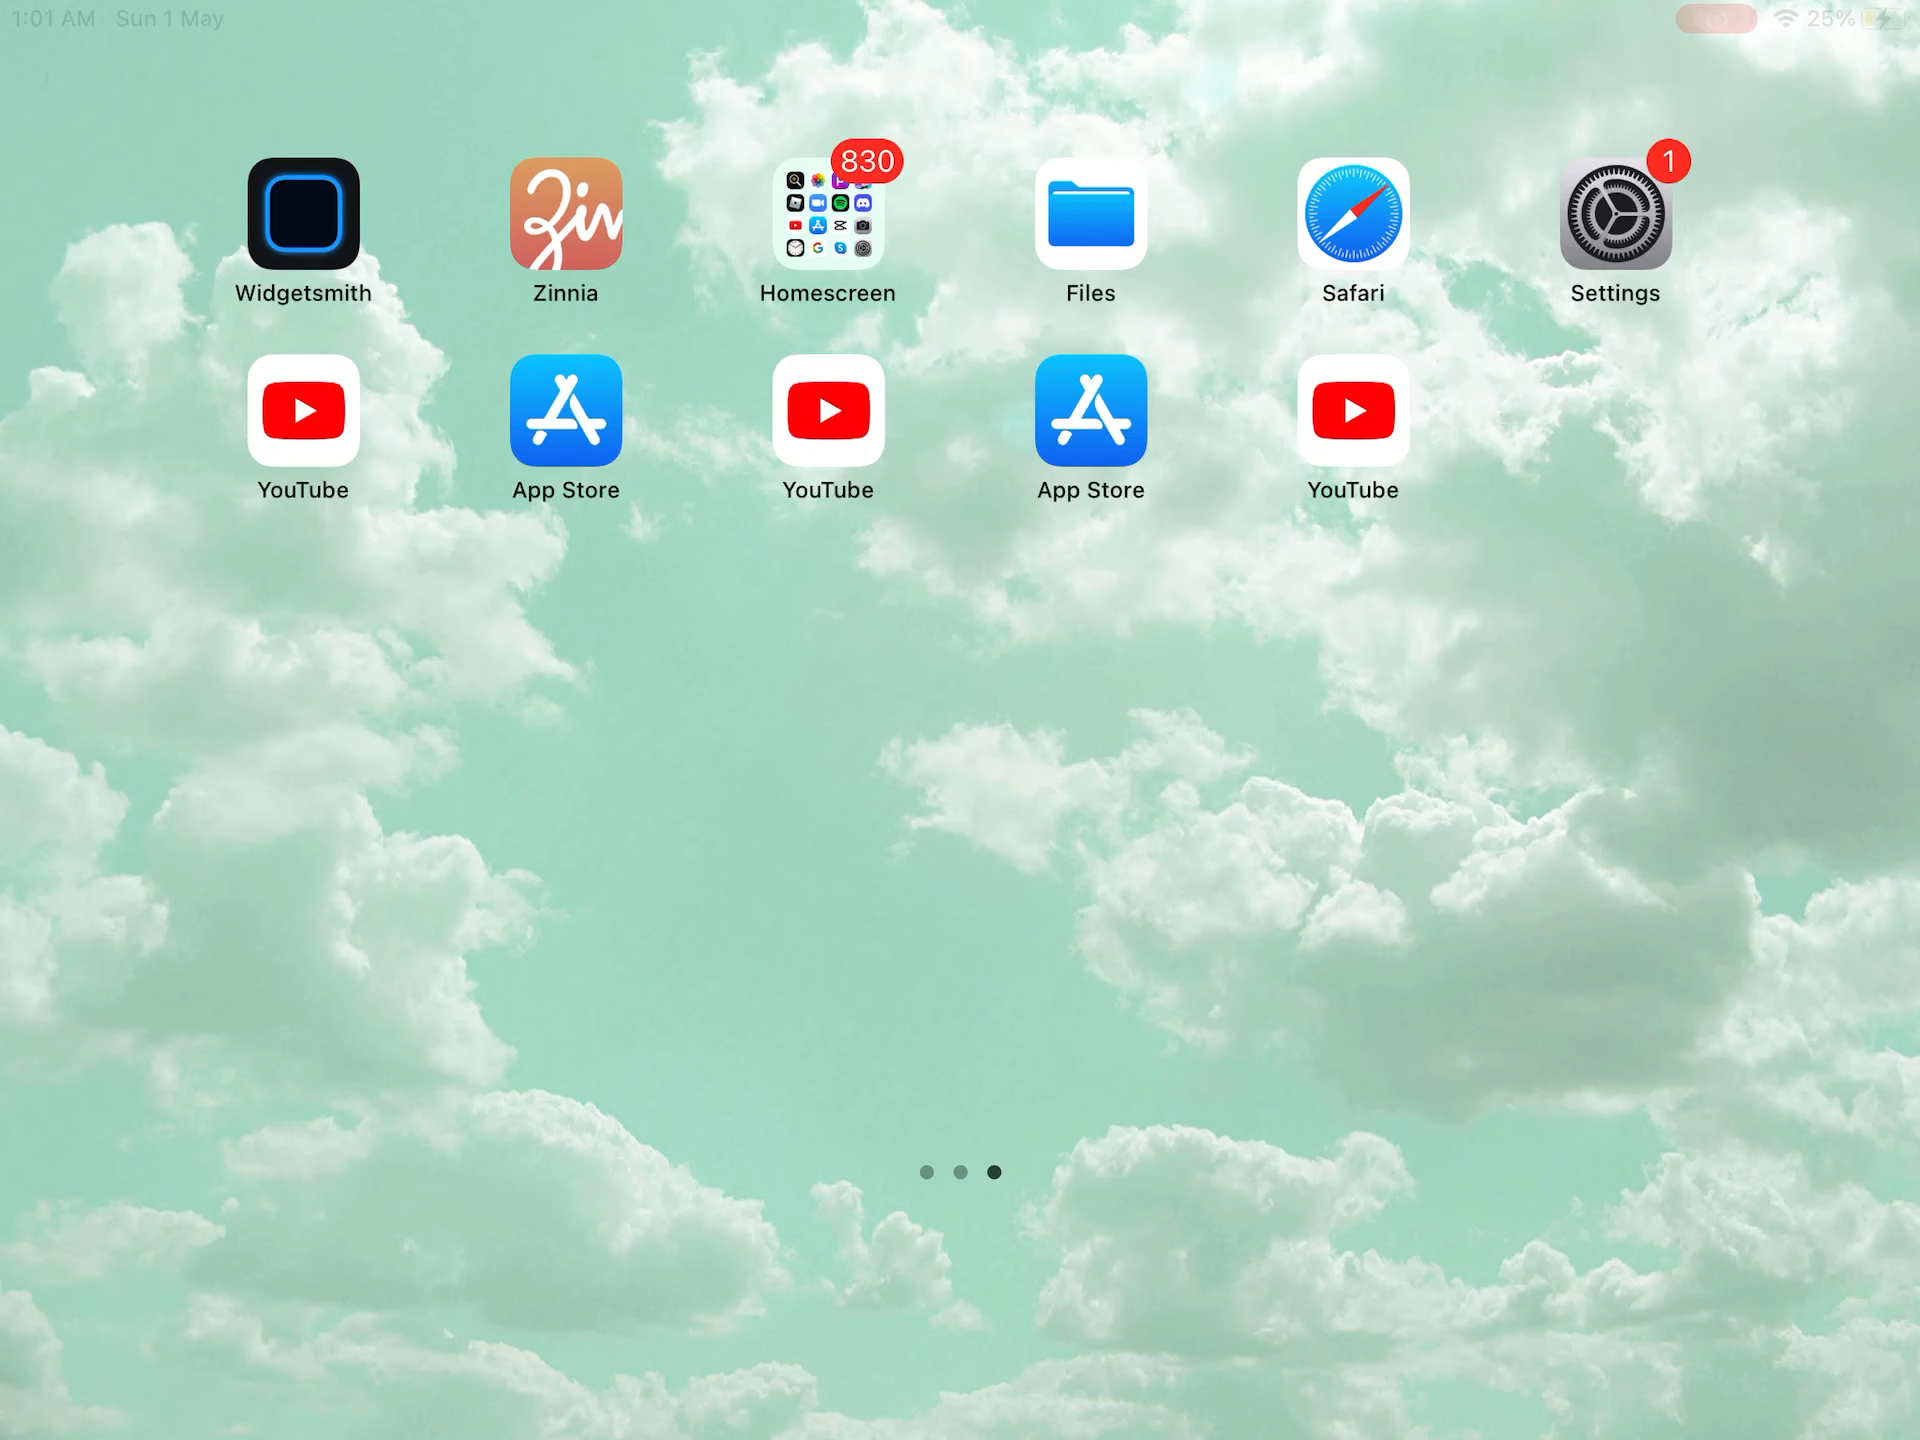 1:01 AM Sun 1 May
25%
830
1
Zin
Widgetsmith
Zinnia
Homescreen
Files
Safari
Settings
YouTube
App Store
YouTube
App Store
YouTube